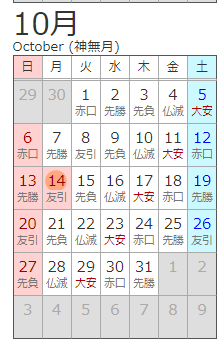 10月
October (神無月)
日 月 火 水 木 金 土
29 30 1 2 3 4 5
赤口 先勝 先負 仏滅 大安
6 7 8 9 10 11 12
赤口 先勝 友引 先負 仏滅 大安 赤口
13 14 15 16 17 18 19
先勝 友引 先負 仏滅 大安 赤口 先勝
20 21 22 23 24 25 26
友引 先負 仏滅 大安 赤口 先勝 友引
27 28 29 30 31 1 2
先負 仏滅 大安 赤口 先勝
3 4 5 6 7 8 9